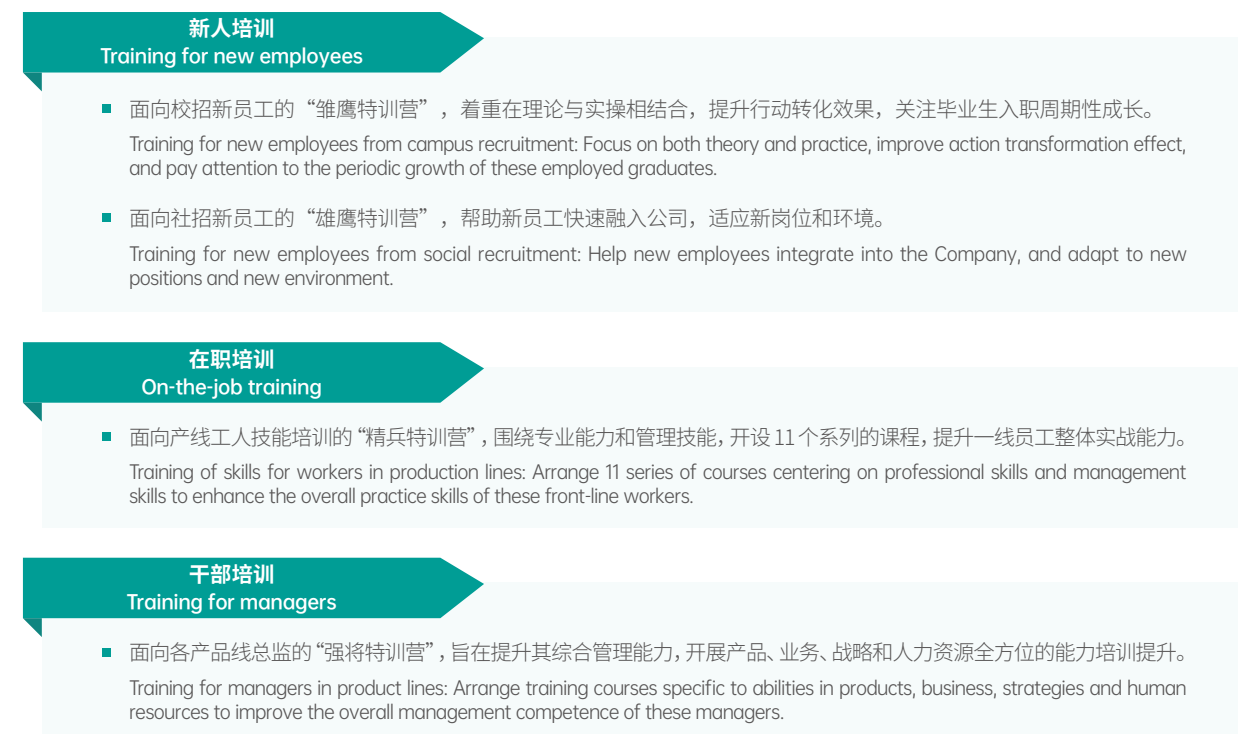 新人培训
Training for new employees
面向校招新员工的“雏鹰特训营”，着重在理论与实操相结合，提升行动转化效果，关注毕业生入职周期性成长。
Training for new employees from campus recruitment: Focus on both theory and practice, improve action transformation effect,
and pay attention to the periodic growth of these employed graduates.
面向社招新员工的“雄鹰特训营”，帮助新员工快速融入公司，适应新岗位和环境。
Training for new employees from social recruitment: Help new employees integrate into the Company, and adapt to new
positions and new environment.
在职培训
On-the-job training
面向产线工人技能培训的“精兵特训营”，围绕专业能力和管理技能，开设 11 个系列的课程，提升一线员工整体实战能力。
Training of skills for workers in production lines: Arrange 11 series of courses centering on professional skills and management
skills to enhance the overall practice skills of these front-line workers.
干部培训
Training for managers
面向各产品线总监的“强将特训营”，旨在提升其综合管理能力，开展产品、业务、战略和人力资源全方位的能力培训提升。
Training for managers in product lines: Arrange training courses specific to abilities in products, business, strategies and human
resources to improve the overall management competence of these managers.